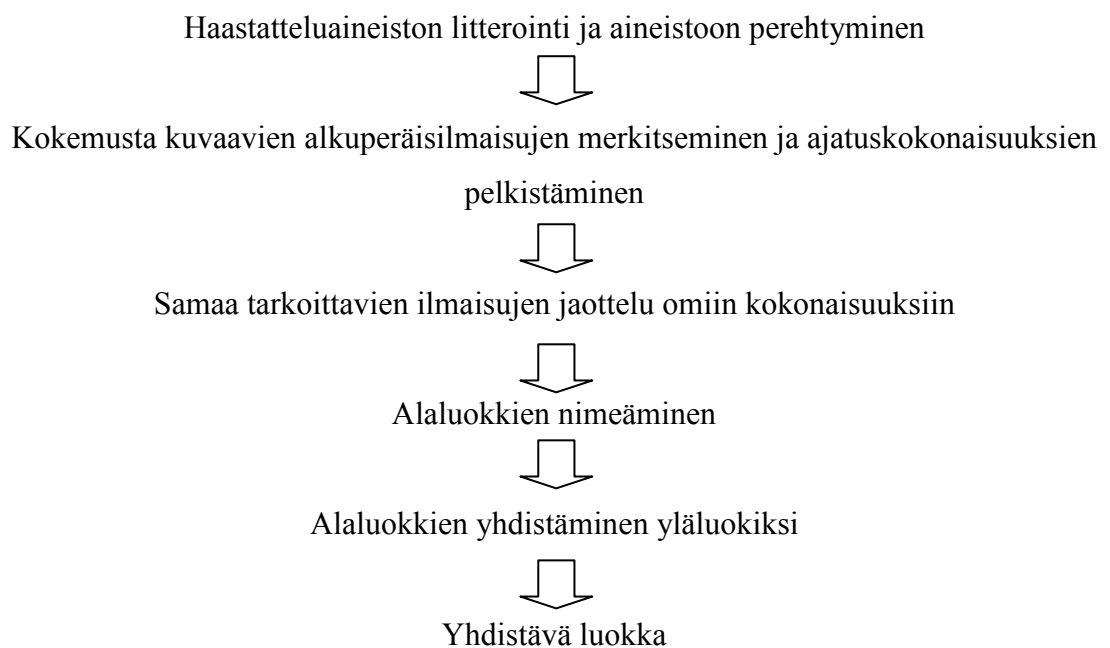 Haastatteluaineiston litterointi ja aineistoon perehtyminen
Kokemusta kuvaavien alkuperäisilmaisujen merkitseminen ja ajatuskokonaisuuksien
pelkistäminen
Samaa tarkoittavien ilmaisujen jaottelu omiin kokonaisuuksiin
Alaluokkien nimeäminen
Alaluokkien yhdistäminen yläluokiksi
Yhdistävä luokka